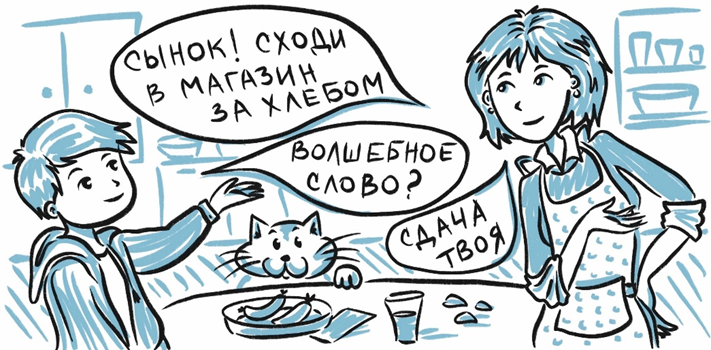 СЫНОК! СХОДИ
В МАГАЗИН
ЗА ХЛЕБОМ
ВОЛШЕБНОЕ
СЛОВО?
СДАЧА
ТВОЯ